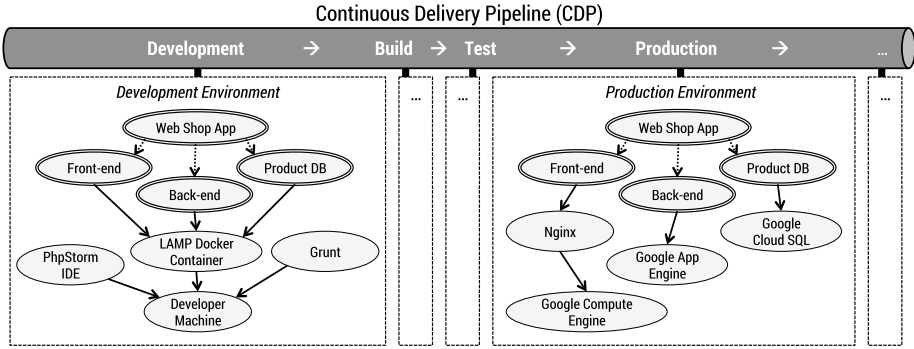 Continuous Delivery Pipeline (CDP)
Development → Build → Test → Production → ...
Development Environment
Web Shop App
Front-end
Product DB
Back-end
LAMP Docker
Container
PhpStorm
IDE
Grunt
Developer
Machine
...
...
Production Environment
Web Shop App
Front-end
Product DB
Back-end
Nginx
Google
Cloud SQL
Google App
Engine
Google Compute
Engine
...